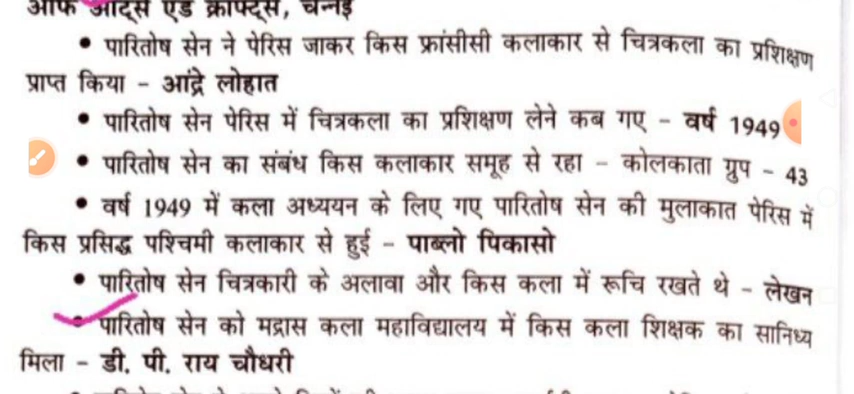 ऑफ आर्ट्स एंड क्राफ्ट्स, चेन्नई
• पारितोष सेन ने पेरिस जाकर किस फ्रांसीसी कलाकार से चित्रकला का प्रशिक्षण
प्राप्त किया – आंद्रे लोहात
• पारितोष सेन पेरिस में चित्रकला का प्रशिक्षण लेने कब गए – वर्ष 1949
• पारितोष सेन का संबंध किस कलाकार समूह से रहा – कोलकाता ग्रुप – 43
• वर्ष 1949 में कला अध्ययन के लिए गए पारितोष सेन की मुलाकात पेरिस में
किस प्रसिद्ध पश्चिमी कलाकार से हुई – पाब्लो पिकासो
• पारितोष सेन चित्रकारी के अलावा और किस कला में रूचि रखते थे – लेखन
• पारितोष सेन को मद्रास कला महाविद्यालय में किस कला शिक्षक का सानिध्य
मिला – डी. पी. राय चौधरी